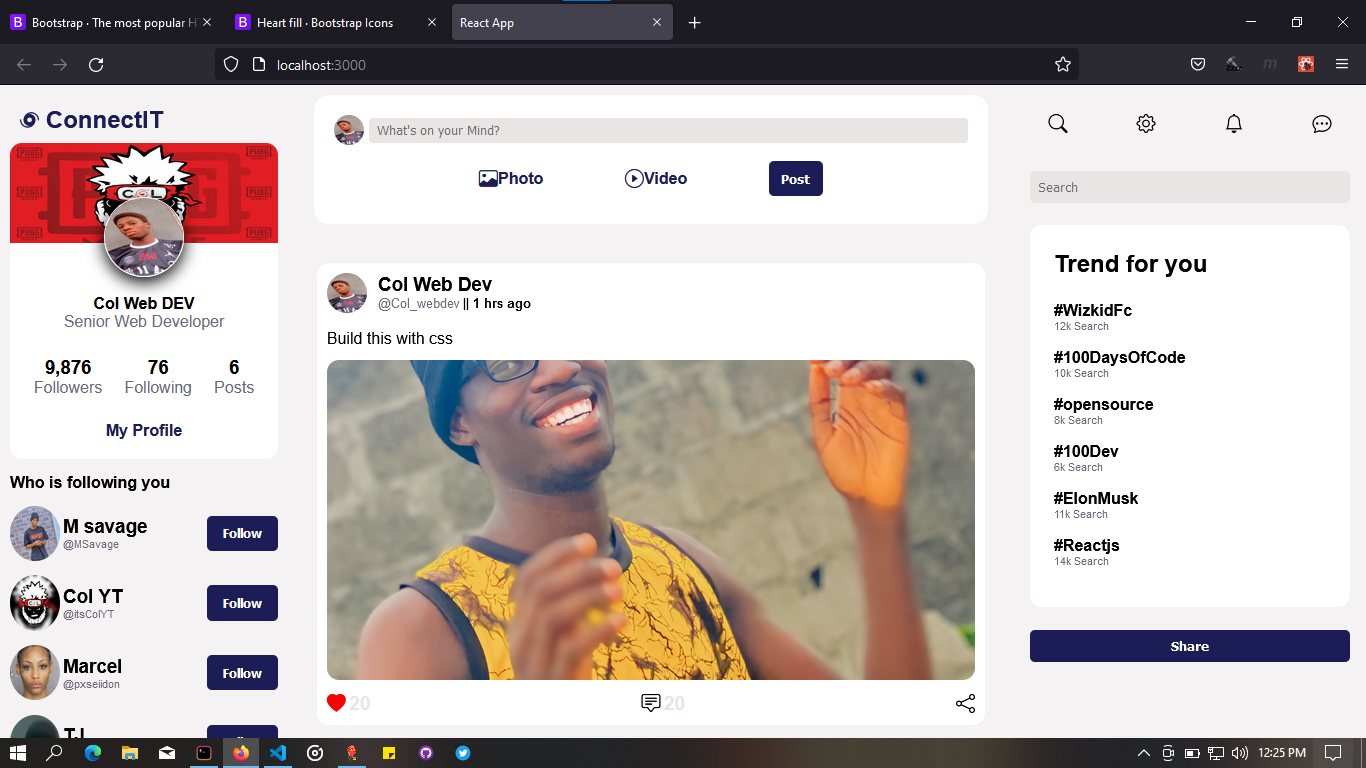 Bootstrap · The most popular H
Heart fill · Bootstrap Icons
React App
localhost:3000
ConnectIT
COL
Col Web DEV
Senior Web Developer
9,876 76 6
Followers Following Posts
My Profile
Who is following you
M savage
@MSavage
Follow
Col YT
@itsColYT
Follow
Marcel
@pxseiidon
Follow
What's on your Mind?
Photo Video Post
Col Web Dev
@Col_webdev || 1 hrs ago
Build this with css
20 20
Search
Trend for you
#WizkidFc
12k Search
#100DaysOfCode
10k Search
#opensource
8k Search
#100Dev
6k Search
#ElonMusk
11k Search
#Reactjs
14k Search
Share
12:25 PM